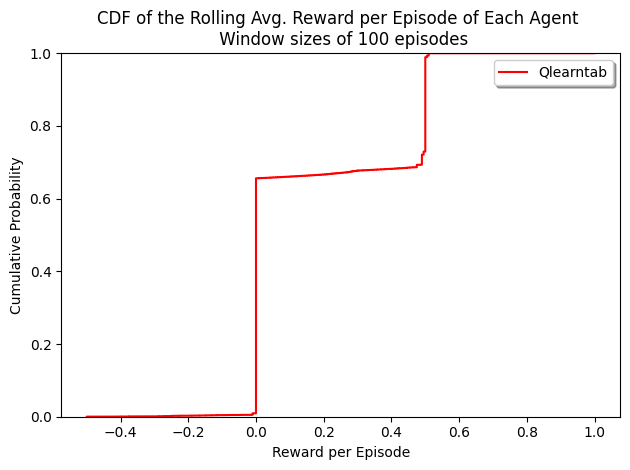 CDF of the Rolling Avg. Reward per Episode of Each Agent
Window sizes of 100 episodes
Qlearntab
Cumulative Probability
1.0
0.8
0.6
0.4
0.2
0.0
−0.4 −0.2 0.0 0.2 0.4 0.6 0.8 1.0
Reward per Episode